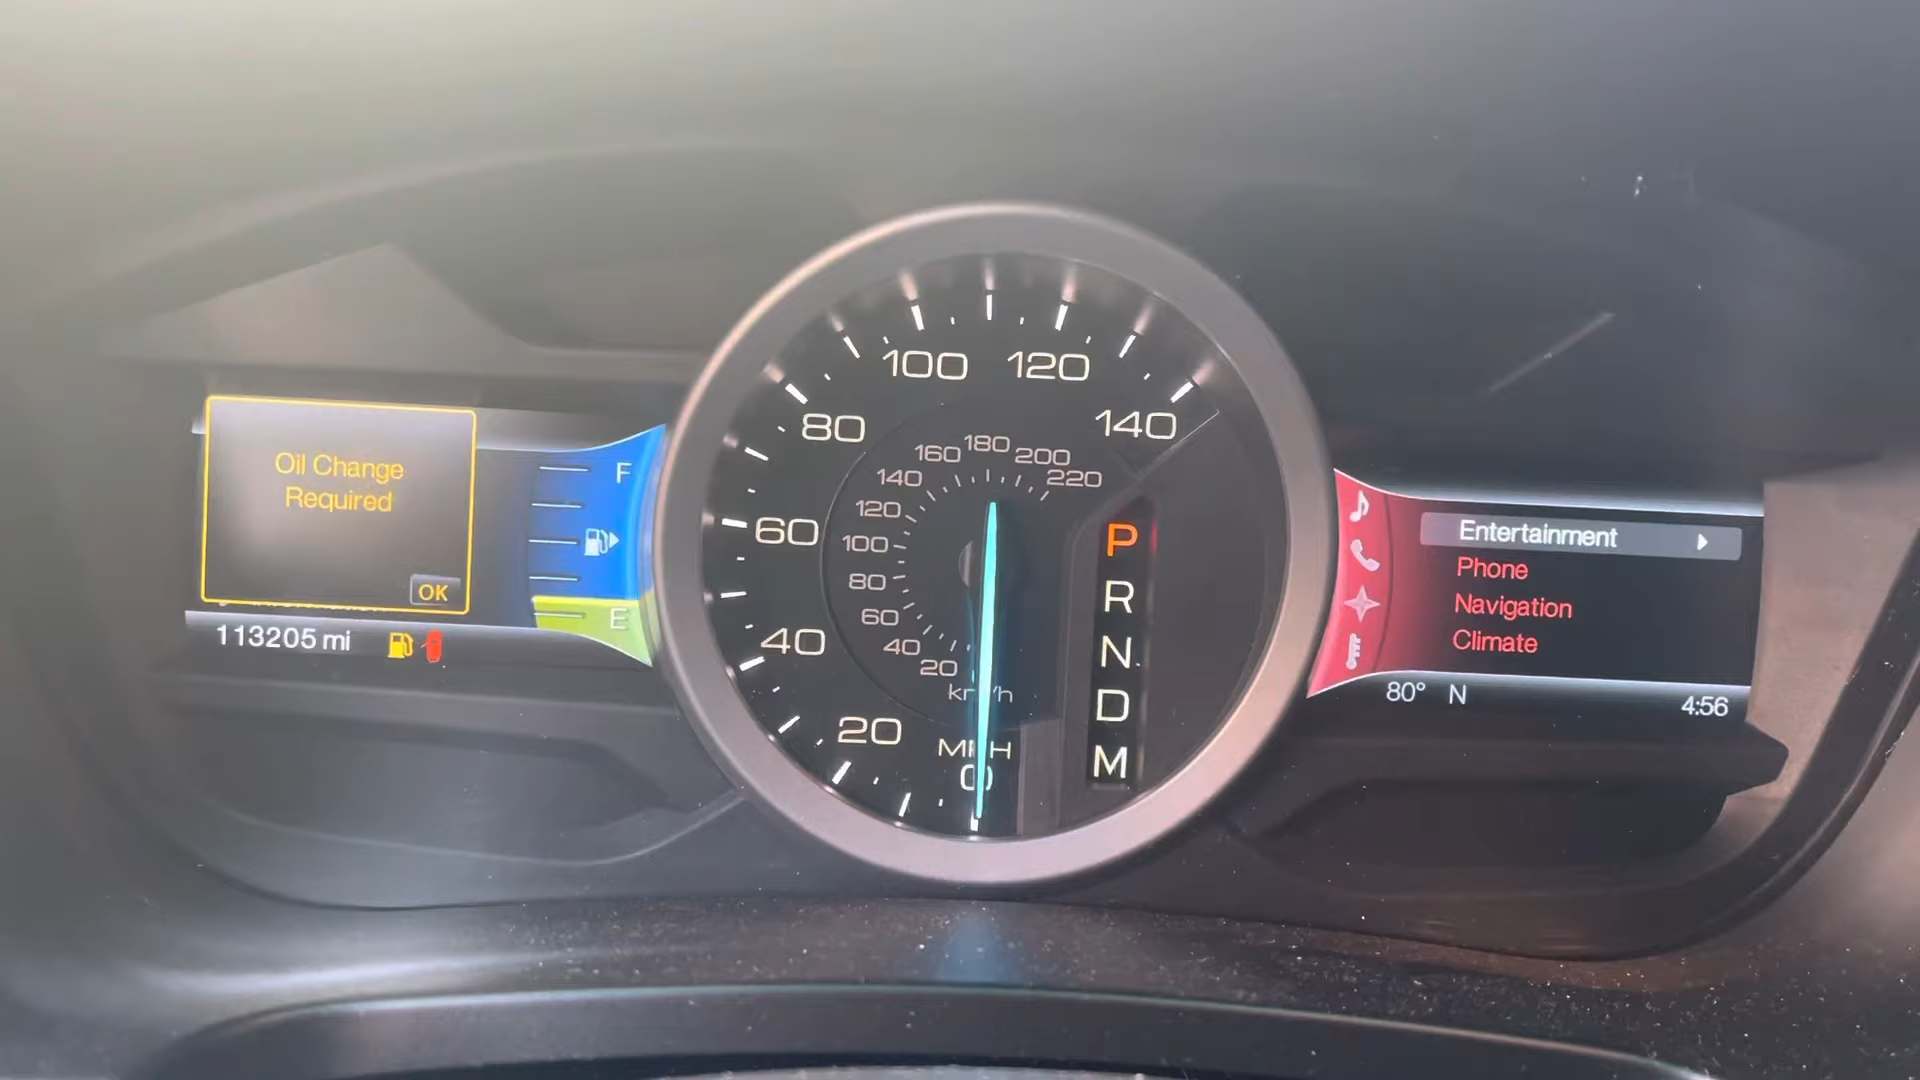 Oil Change
Required
OK
113205 mi
F
E
100 120
80 140
60
40
20
MPH
0
160 180 200
140 220
120
100
80
60
40
20
km/h
P
R
N
D
M
Entertainment
Phone
Navigation
Climate
80° N 4:56